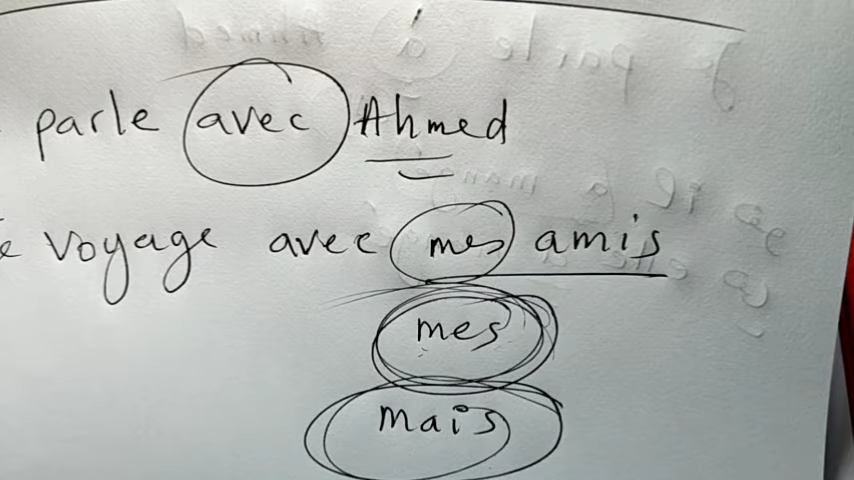 parle avec Ahmed
voyage avec mes amis
mes
mais